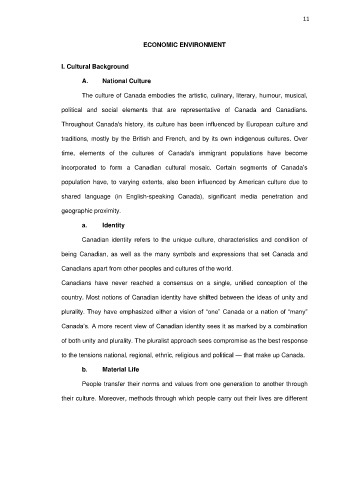 11
ECONOMIC ENVIRONMENT
I. Cultural Background
A. National Culture
The culture of Canada embodies the artistic, culinary, literary, humour, musical,
political and social elements that are representative of Canada and Canadians.
Throughout Canada's history, its culture has been influenced by European culture and
traditions, mostly by the British and French, and by its own indigenous cultures. Over
time, elements of the cultures of Canada's immigrant populations have become
incorporated to form a Canadian cultural mosaic. Certain segments of Canada's
population have, to varying extents, also been influenced by American culture due to
shared language (in English-speaking Canada), significant media penetration and
geographic proximity.
a. Identity
Canadian identity refers to the unique culture, characteristics and condition of
being Canadian, as well as the many symbols and expressions that set Canada and
Canadians apart from other peoples and cultures of the world.
Canadians have never reached a consensus on a single, unified conception of the
country. Most notions of Canadian identity have shifted between the ideas of unity and
plurality. They have emphasized either a vision of "one" Canada or a nation of "many"
Canada's. A more recent view of Canadian identity sees it as marked by a combination
of both unity and plurality. The pluralist approach sees compromise as the best response
to the tensions national, regional, ethnic, religious and political — that make up Canada.
b. Material Life
People transfer their norms and values from one generation to another through
their culture. Moreover, methods through which people carry out their lives are different